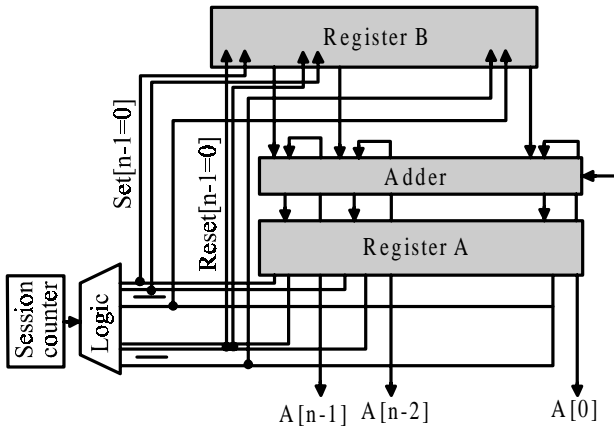 Register B
Set[n-1=0]
Reset[n-1=0]
Adder
Register A
Session
counter
Logic
A[n-1]
A[n-2]
A[0]